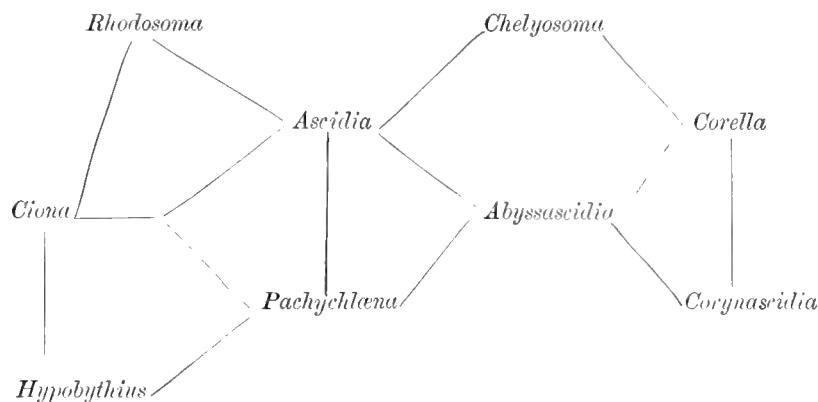 Rhodosoma
Chelyosoma
Ascidia
Corella
Ciona
Abyssascidia
Pachychlæna
Corynascidia
Hypobythius